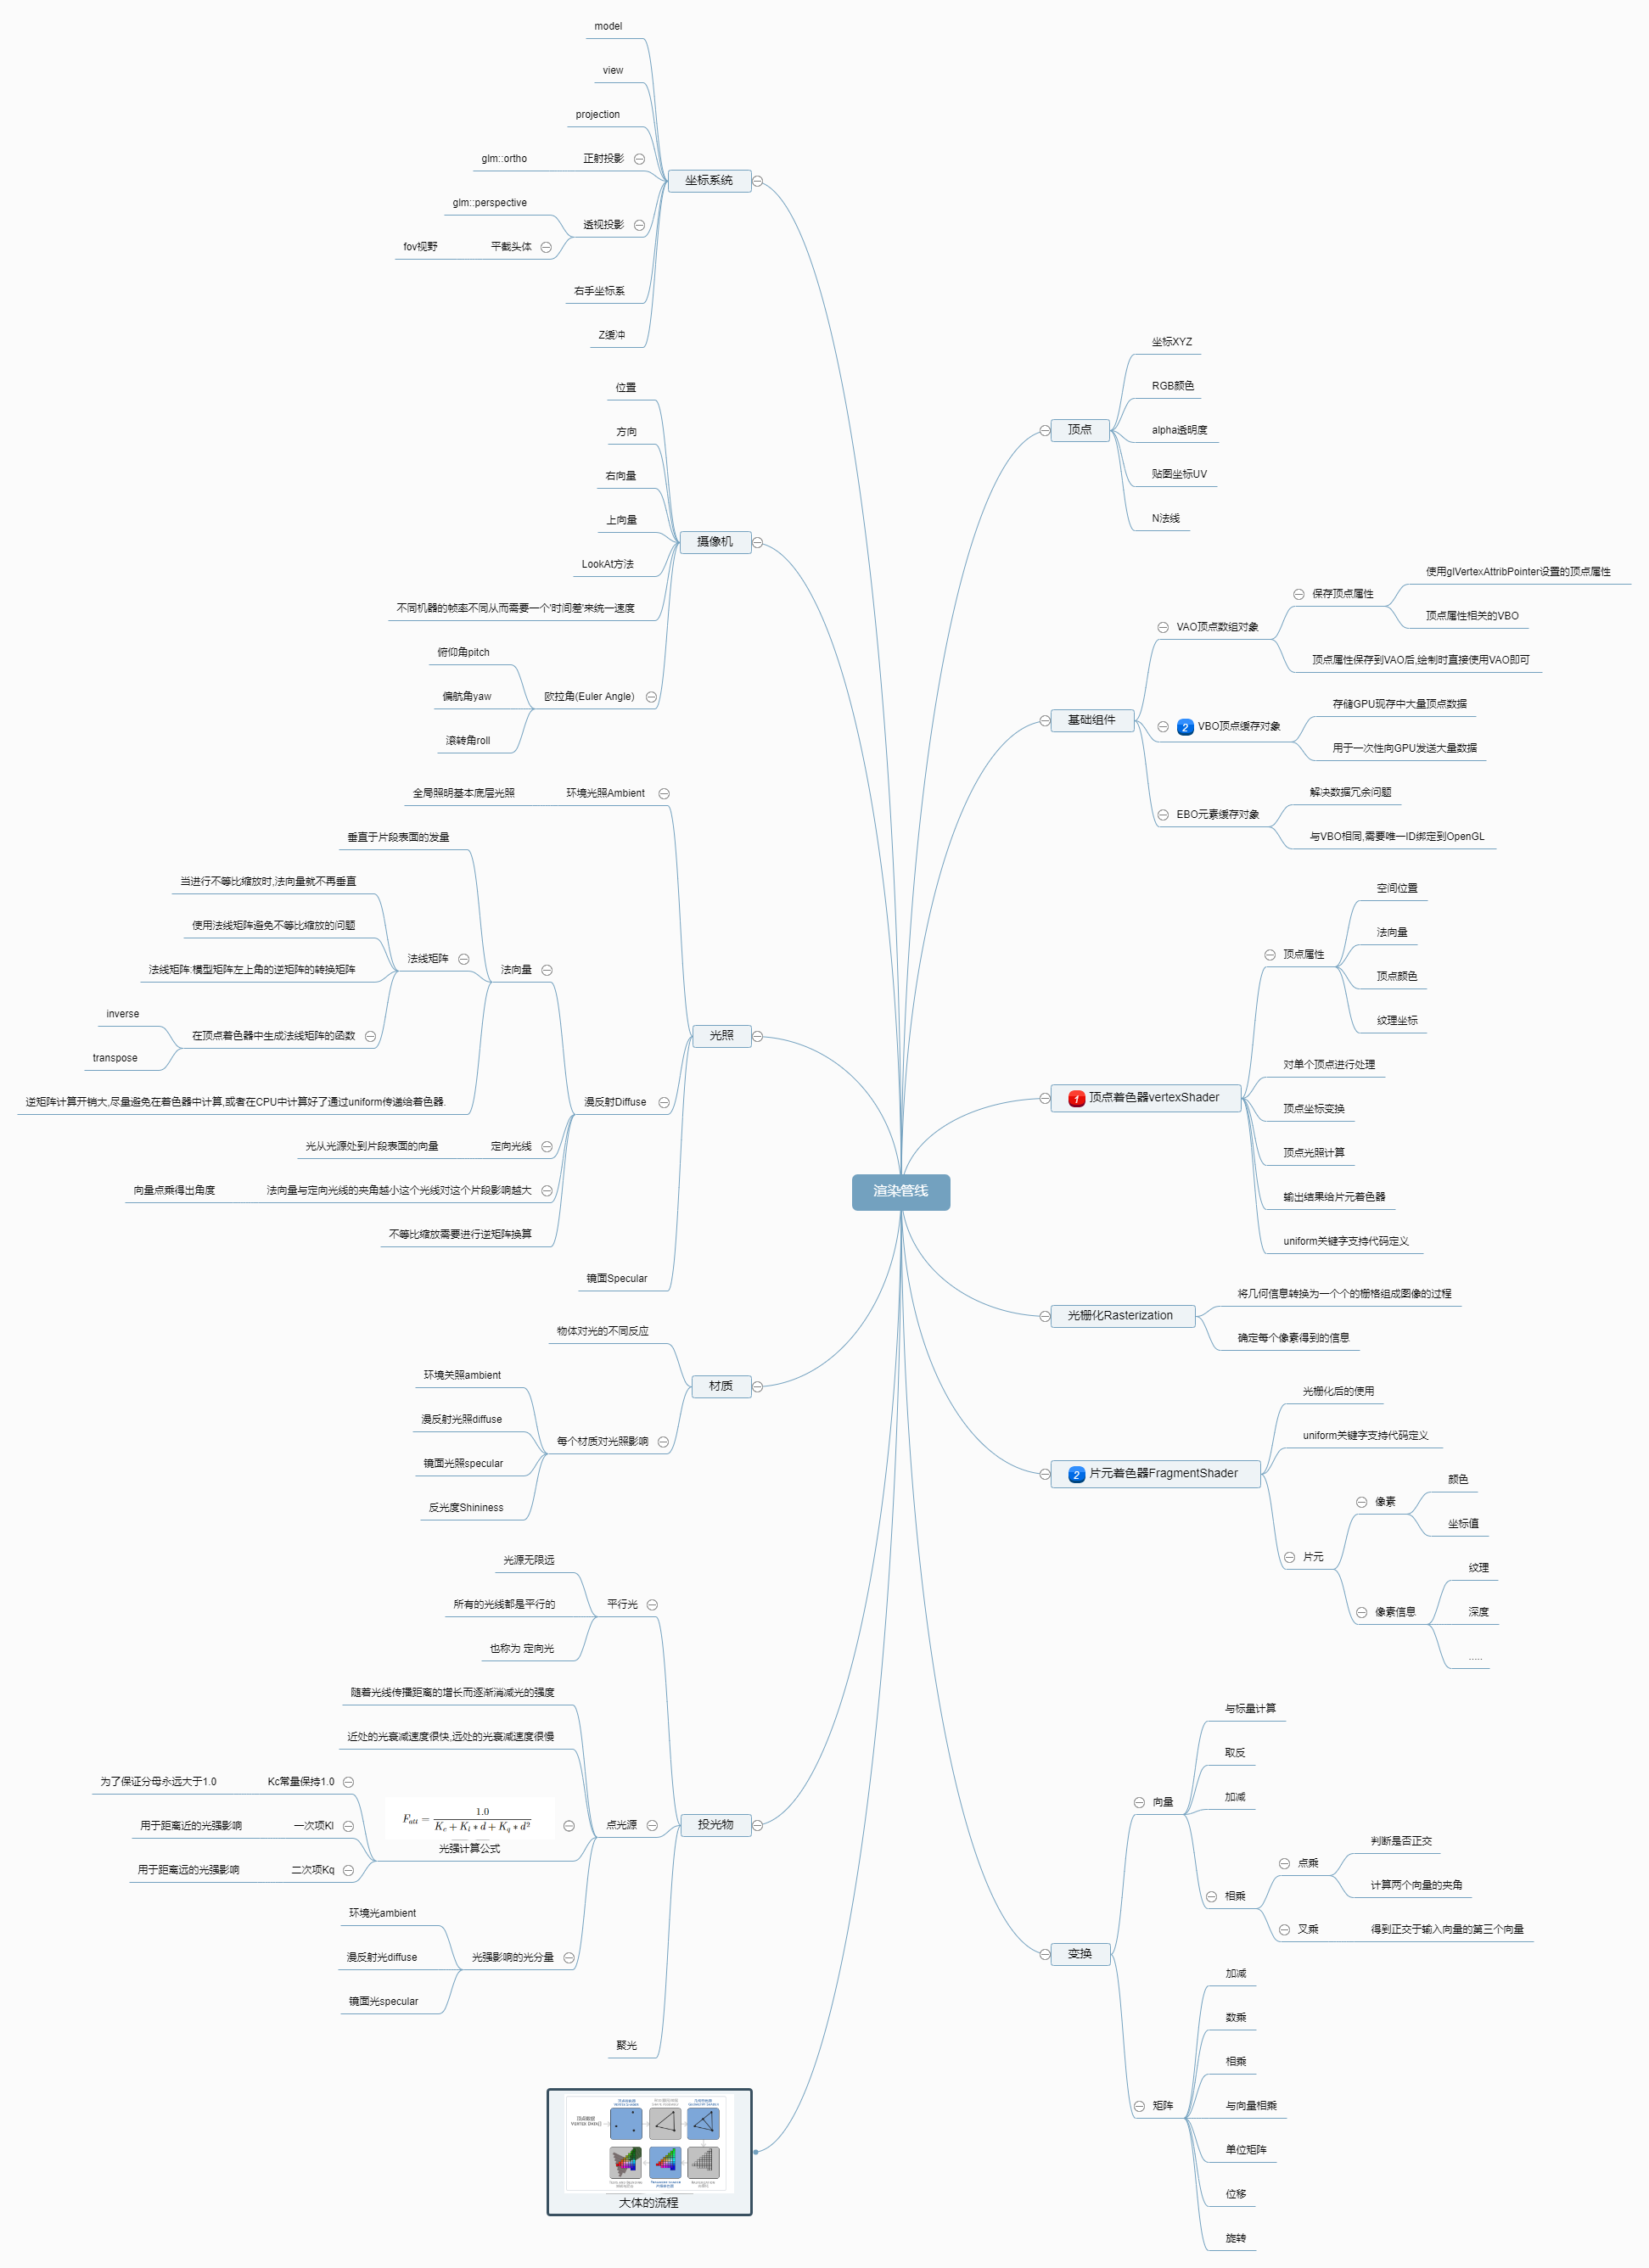 model
view
projection
glm::ortho
正射投影
坐标系统
glm::perspective
透视投影
fov视野
平截头体
右手坐标系
Z缓冲
位置
方向
右向量
上向量
摄像机
LookAt方法
不同机器的帧率不同从而需要一个'时间差'来统一速度
俯仰角pitch
偏航角yaw
欧拉角(Euler Angle)
滚转角roll
全局照明基本底层光照
环境光照Ambient
垂直于片段表面的发量
当进行不等比缩放时,法向量就不再垂直
使用法线矩阵避免不等比缩放的问题
法线矩阵
法向量
法线矩阵:模型矩阵左上角的逆矩阵的转换矩阵
inverse
在顶点着色器中生成法线矩阵的函数
transpose
光照
逆矩阵计算开销大,尽量避免在着色器中计算,或者在CPU中计算好了通过uniform传递给着色器.
漫反射Diffuse
光从光源处到片段表面的向量
定向光线
向量点乘得出角度
法向量与定向光线的夹角越小这个光线对这个片段影响越大
不等比缩放需要进行逆矩阵换算
镜面Specular
物体对光的不同反应
材质
环境关照ambient
漫反射光照diffuse
每个材质对光照影响
镜面光照specular
反光度Shininess
光源无限远
所有的光线都是平行的
平行光
也称为 定向光
随着光线传播距离的增长而逐渐消减光的强度
近处的光衰减速度很快,远处的光衰减速度很慢
为了保证分母永远大于1.0
Kc常量保持1.0
F_att = 1.0 / (K_c + K_l * d + K_q * d²)
光强计算公式
用于距离近的光强影响
一次项Kl
用于距离远的光强影响
二次项Kq
点光源
投光物
环境光ambient
漫反射光diffuse
光强影响的光分量
镜面光specular
聚光
大体的流程
渲染管线
顶点
坐标XYZ
RGB颜色
alpha透明度
贴图坐标UV
N法线
基础组件
VAO顶点数组对象
保存顶点属性
使用glVertexAttribPointer设置的顶点属性
顶点属性相关的VBO
顶点属性保存到VAO后,绘制时直接使用VAO即可
2 VBO顶点缓存对象
存储GPU现存中大量顶点数据
用于一次性向GPU发送大量数据
EBO元素缓存对象
解决数据冗余问题
与VBO相同,需要唯一ID绑定到OpenGL
1 顶点着色器vertexShader
顶点属性
空间位置
法向量
顶点颜色
纹理坐标
对单个顶点进行处理
顶点坐标变换
顶点光照计算
输出结果给片元着色器
uniform关键字支持代码定义
光栅化Rasterization
将几何信息转换为一个个的栅格组成图像的过程
确定每个像素得到的信息
2 片元着色器FragmentShader
光栅化后的使用
uniform关键字支持代码定义
片元
像素
颜色
坐标值
像素信息
纹理
深度
.....
变换
向量
与标量计算
取反
加减
相乘
点乘
判断是否正交
计算两个向量的夹角
叉乘
得到正交于输入向量的第三个向量
矩阵
加减
数乘
相乘
与向量相乘
单位矩阵
位移
旋转